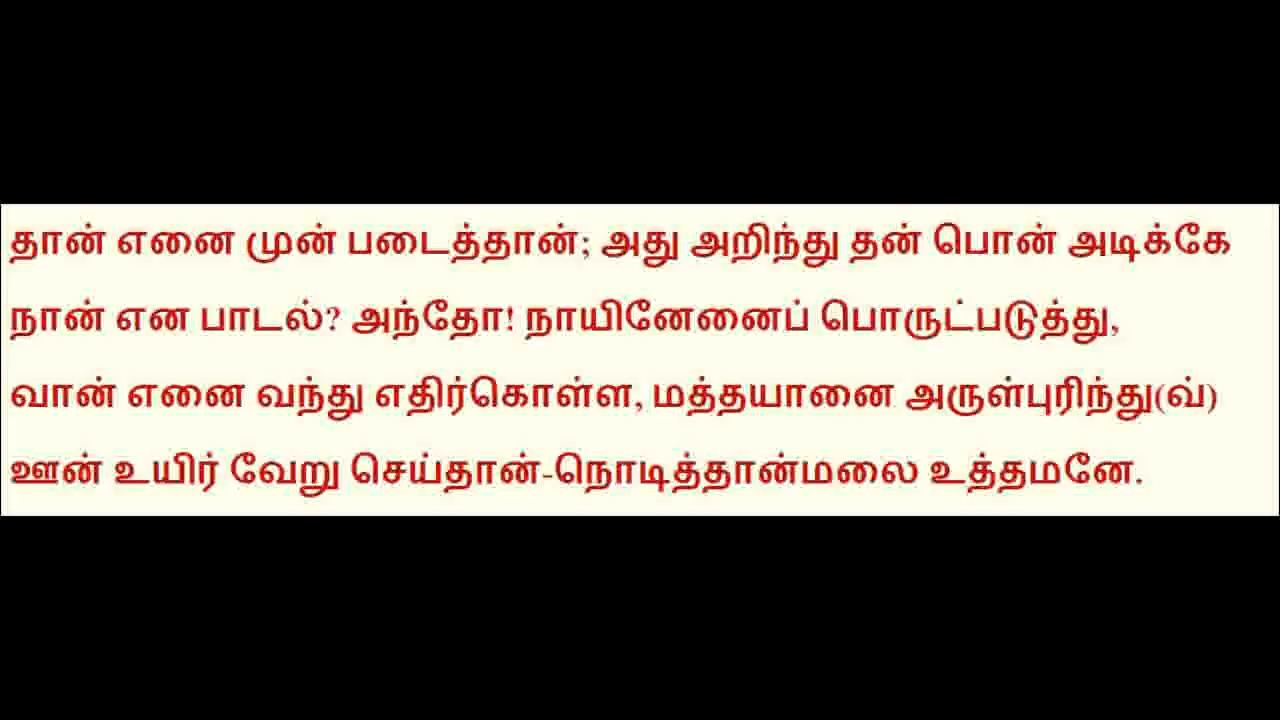 தான் எனை முன் படைத்தான்; அது அறிந்து தன் பொன் அடிக்கே
நான் என பாடல்? அந்தோ! நாயினேனைப் பொருட்படுத்து,
வான் எனை வந்து எதிர்கொள்ள, மத்தயானை அருள்புரிந்து(வ்)
ஊன் உயிர் வேறு செய்தான்-நொடித்தான்மலை உத்தமனே.